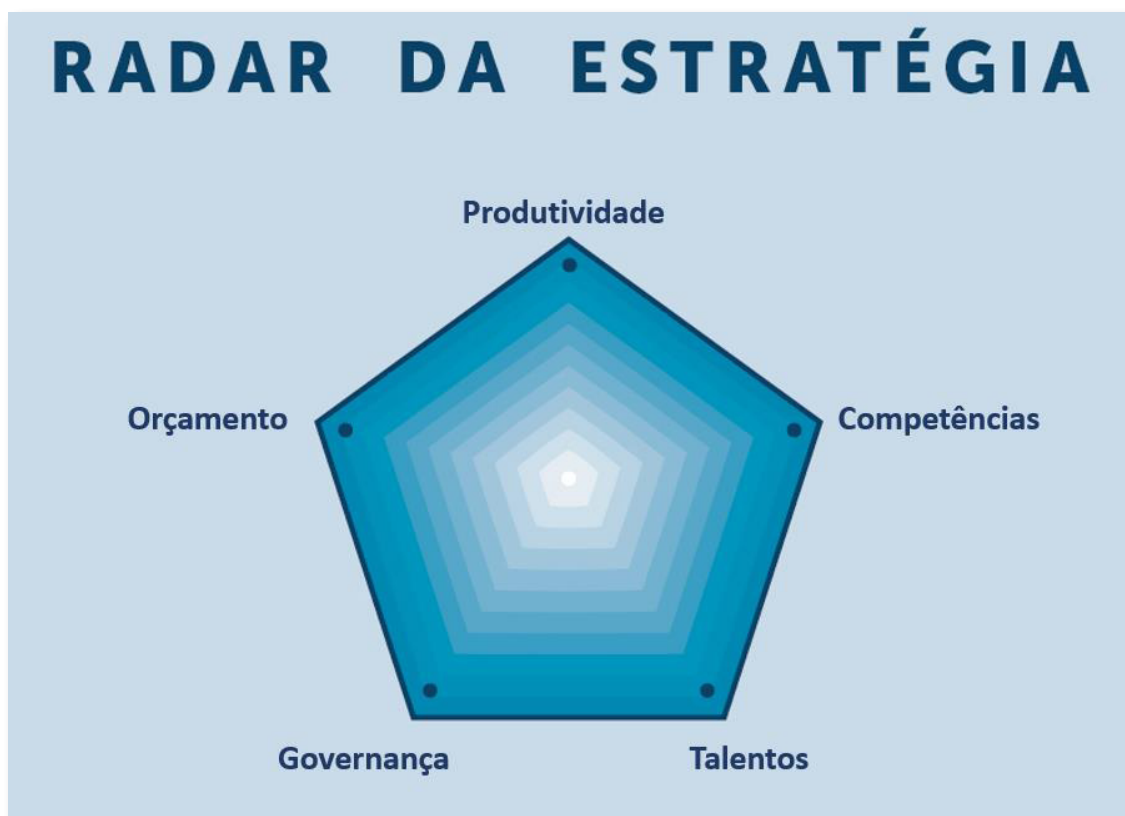 RADAR DA ESTRATÉGIA
Produtividade
Orçamento
Competências
Governança
Talentos